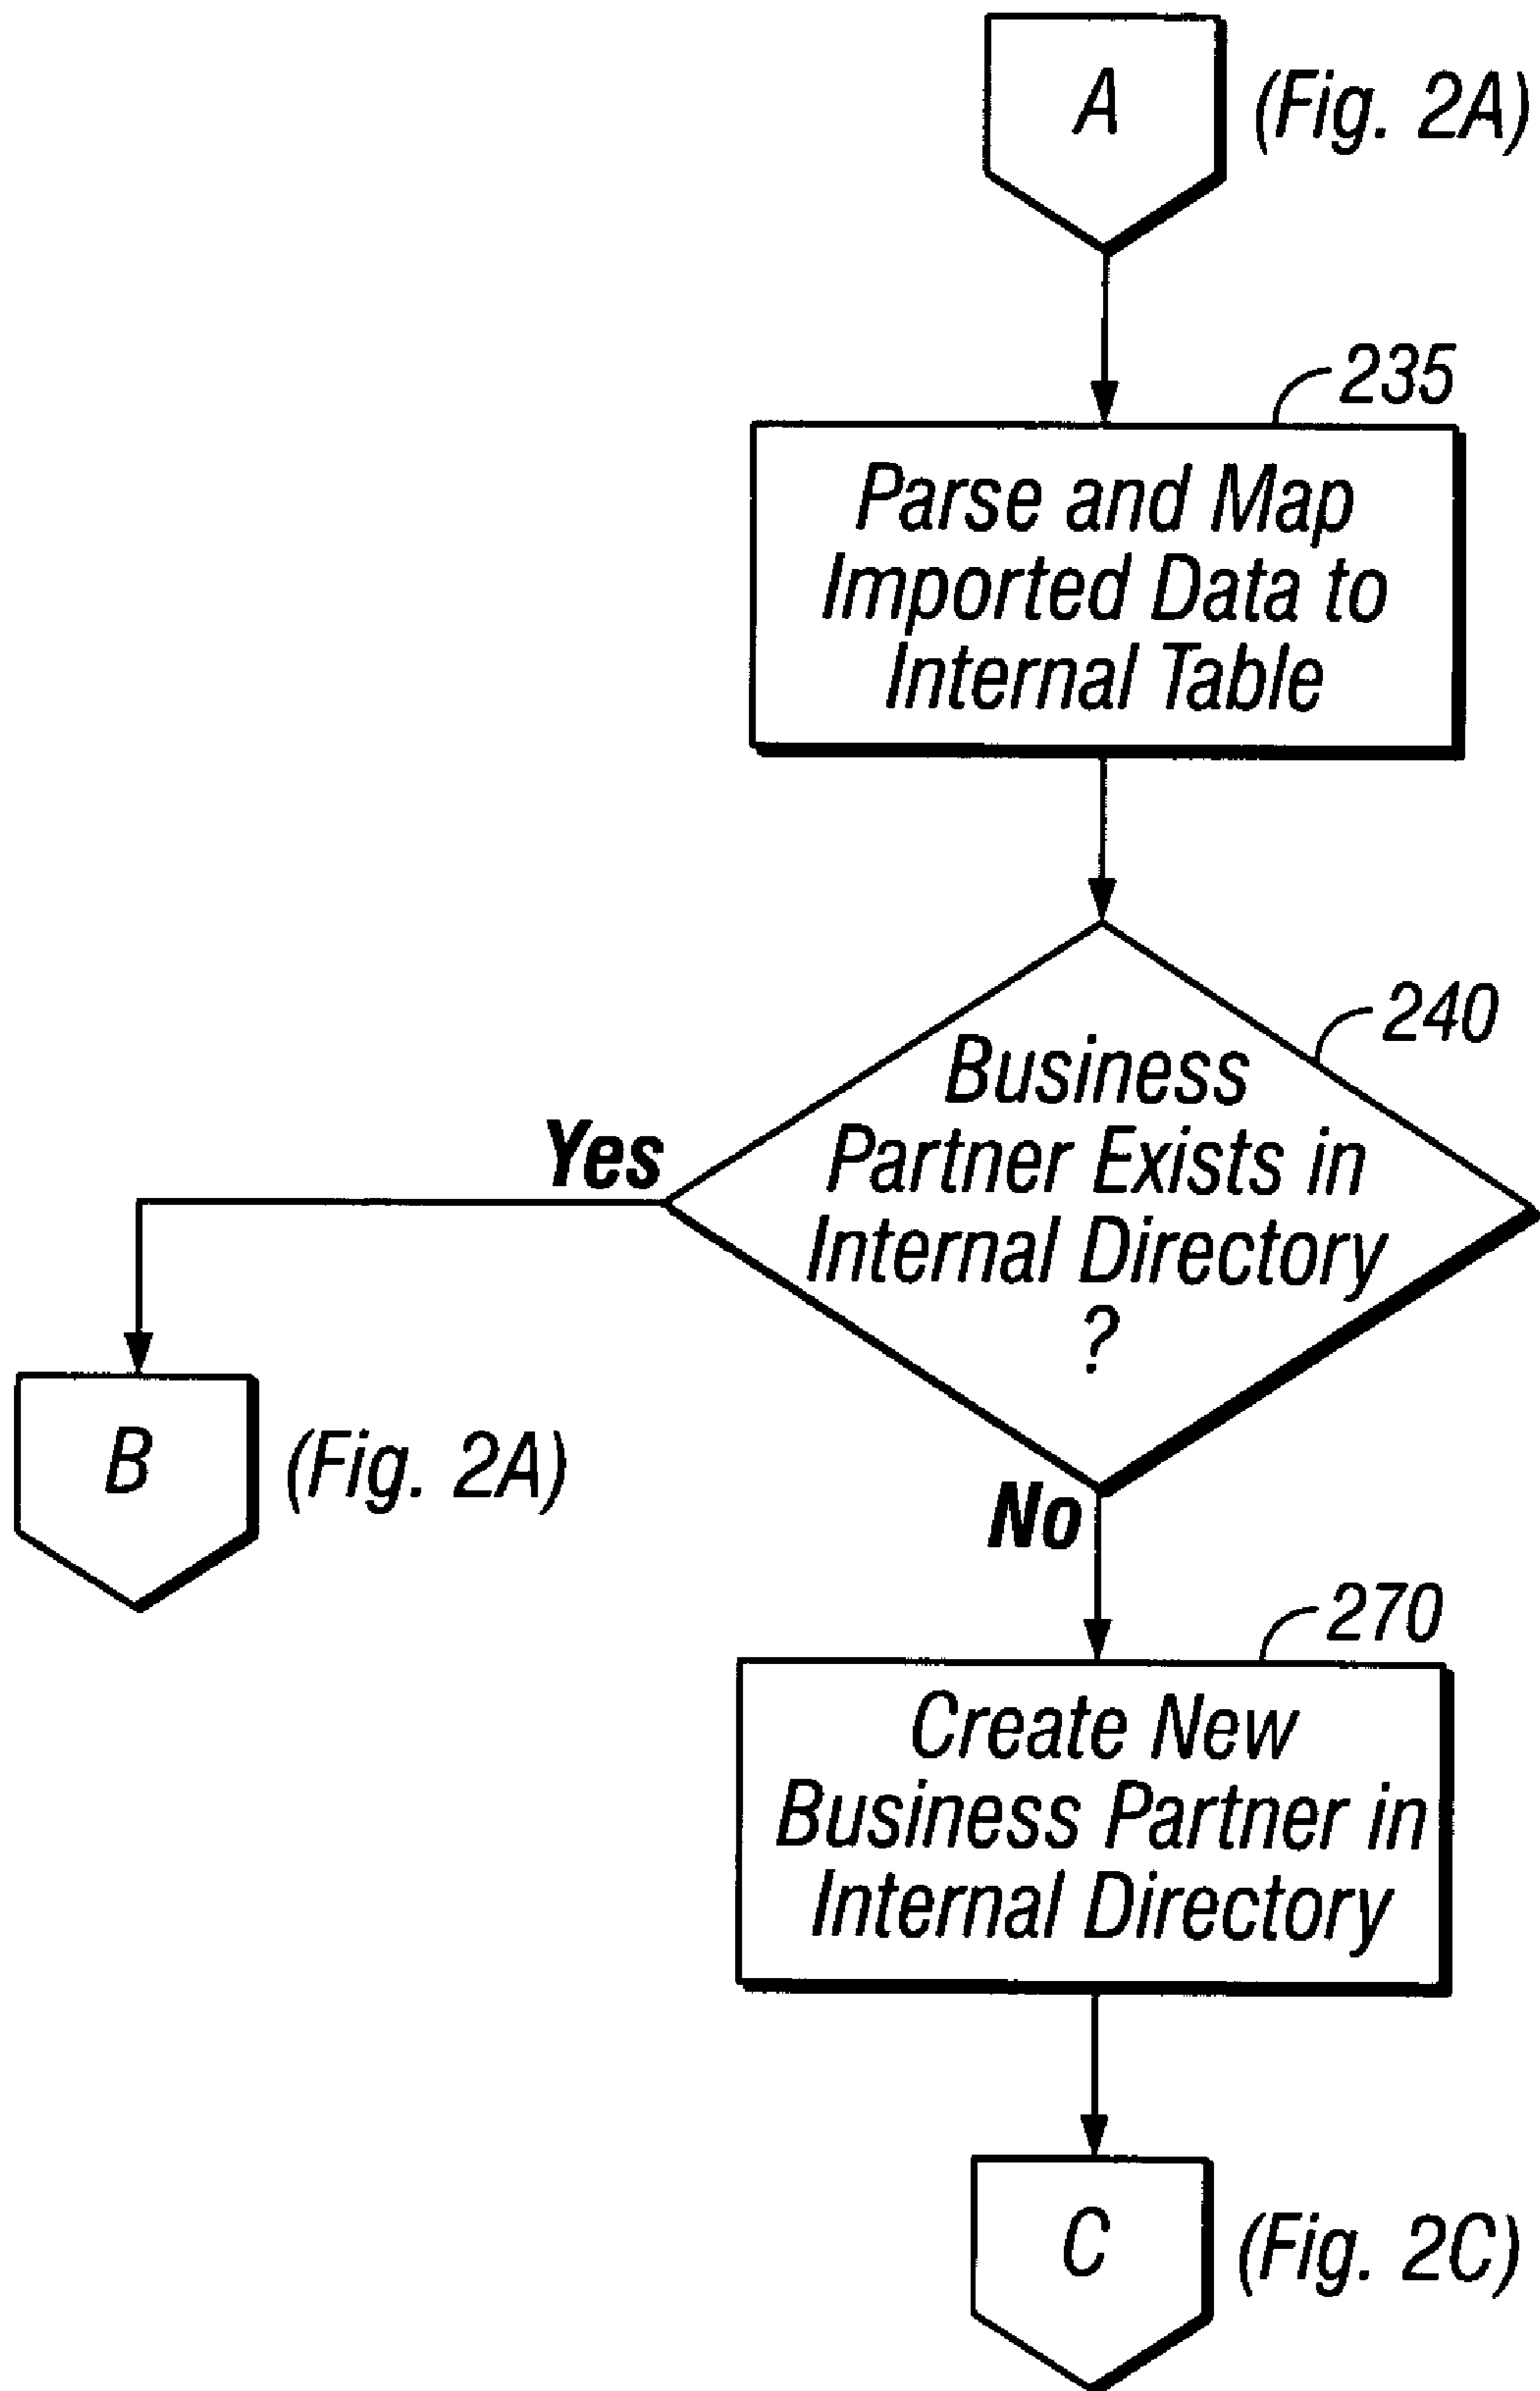 A
(Fig. 2A)
235
Parse and Map
Imported Data to
Internal Table
240
Business
Partner Exists in
Internal Directory
?
Yes
B
(Fig. 2A)
No
270
Create New
Business Partner in
Internal Directory
C
(Fig. 2C)